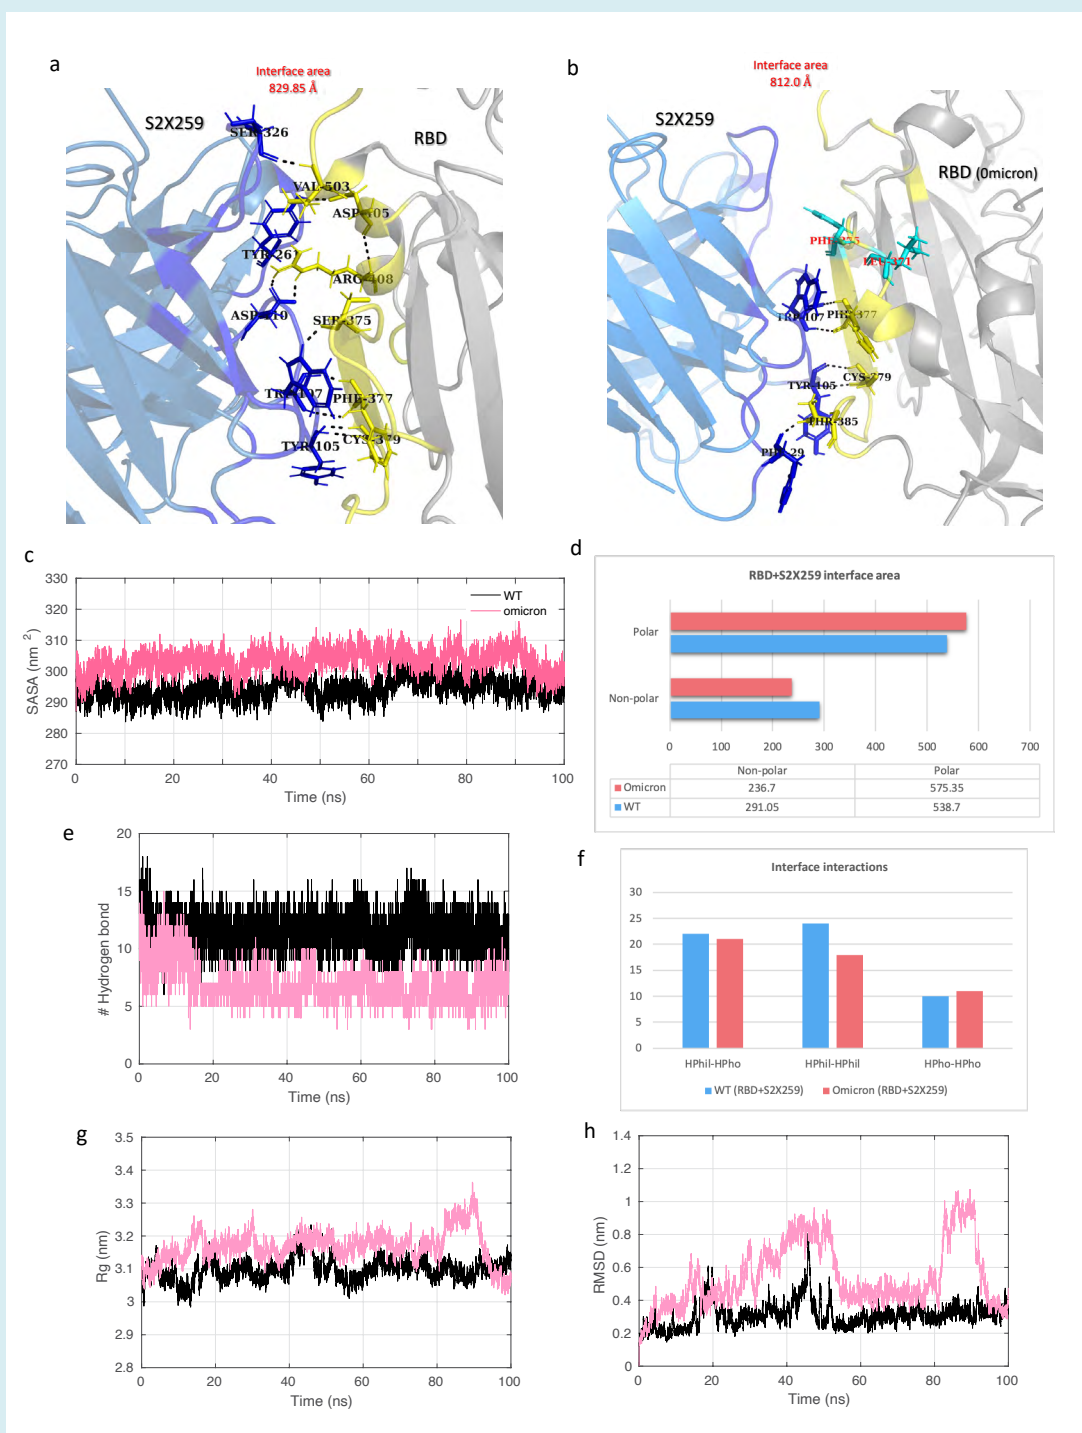 a
Interface area
829.85 Å
S2X259
SER-326
RBD
VAL-503
ASP-405
TYR-26
ARG-408
ASP-110
SER-375
TRP-107
PHE-377
CYS-379
TYR-105
b
Interface area
812.0 Å
S2X259
RBD (0micron)
PHE-375
LEU-371
TRP-107
PHE-377
CYS-379
TYR-105
THR-385
PHE-29
c
330
320
310
300
290
280
270
SASA (nm 2)
WT
omicron
0
20
40
60
80
100
Time (ns)
d
RBD+S2X259 interface area
Polar
Non-polar
0 100 200 300 400 500 600 700
Non-polar Polar
Omicron 236.7 575.35
WT 291.05 538.7
e
20
15
10
5
0
# Hydrogen bond
0 20 40 60 80 100
Time (ns)
f
Interface interactions
30
25
20
15
10
5
0
HPhil-HPho HPhil-HPhil HPho-HPho
WT (RBD+S2X259) Omicron (RBD+S2X259)
g
3.5
3.4
3.3
3.2
3.1
3
2.9
2.8
Rg (nm)
0 20 40 60 80 100
Time (ns)
h
1.4
1.2
1
0.8
0.6
0.4
0.2
0
RMSD (nm)
0 20 40 60 80 100
Time (ns)